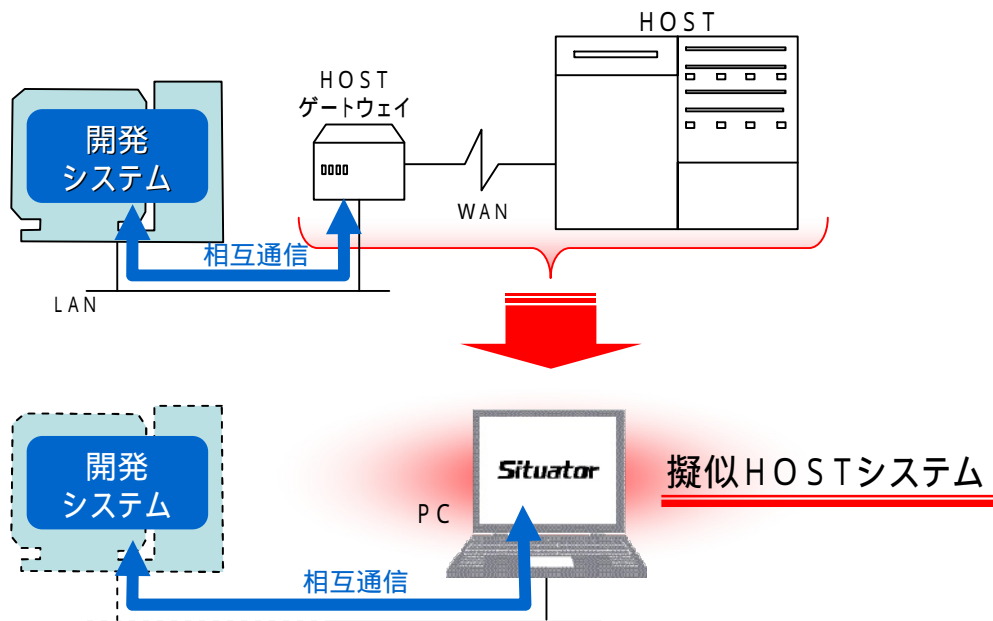 ＨＯＳＴ
ＨＯＳＴ
ゲートウェイ
開発
システム
WAN
相互通信
ＬＡＮ
開発
システム
Situator
擬似ＨＯＳＴシステム
ＰＣ
相互通信